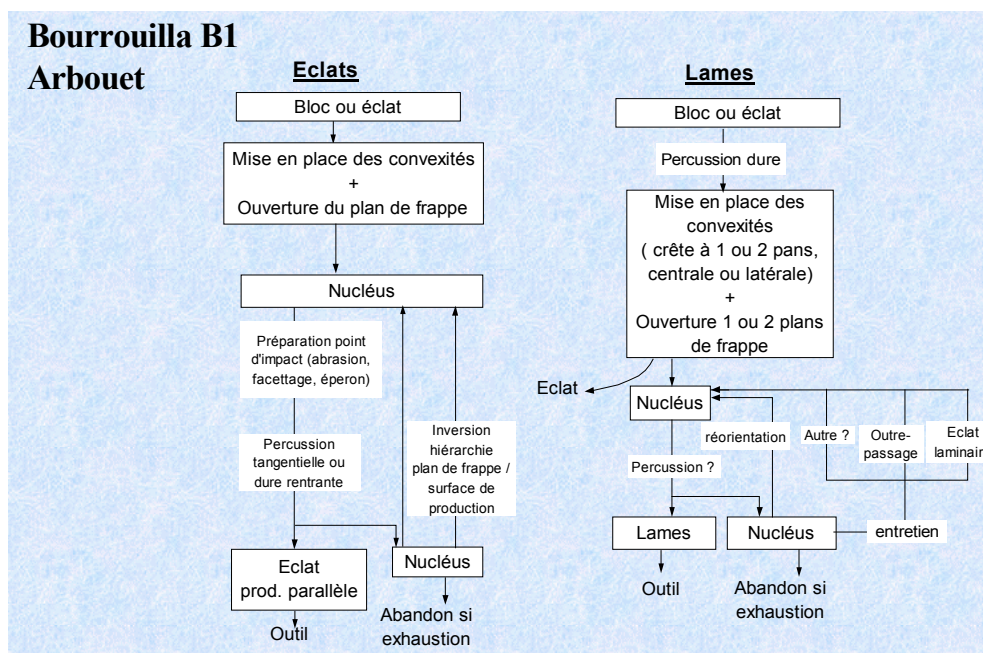 Bourrouilla B1
Arbouet
Eclats
Bloc ou éclat
Mise en place des convexités
+
Ouverture du plan de frappe
Nucléus
Préparation point
d'impact (abrasion,
facettage, éperon)
Percussion
tangentielle ou
dure rentrante
Inversion
hiérarchie
plan de frappe /
surface de
production
Eclat
prod. parallèle
Nucléus
Outil
Abandon si
exhaustion
Lames
Bloc ou éclat
Percussion dure
Mise en place des
convexités
( crête à 1 ou 2 pans,
centrale ou latérale)
+
Ouverture 1 ou 2 plans
de frappe
Eclat
Nucléus
réorientation
Autre ?
Outre-
passage
Eclat
laminair
Percussion ?
Lames
Nucléus
entretien
Outil
Abandon si
exhaustion